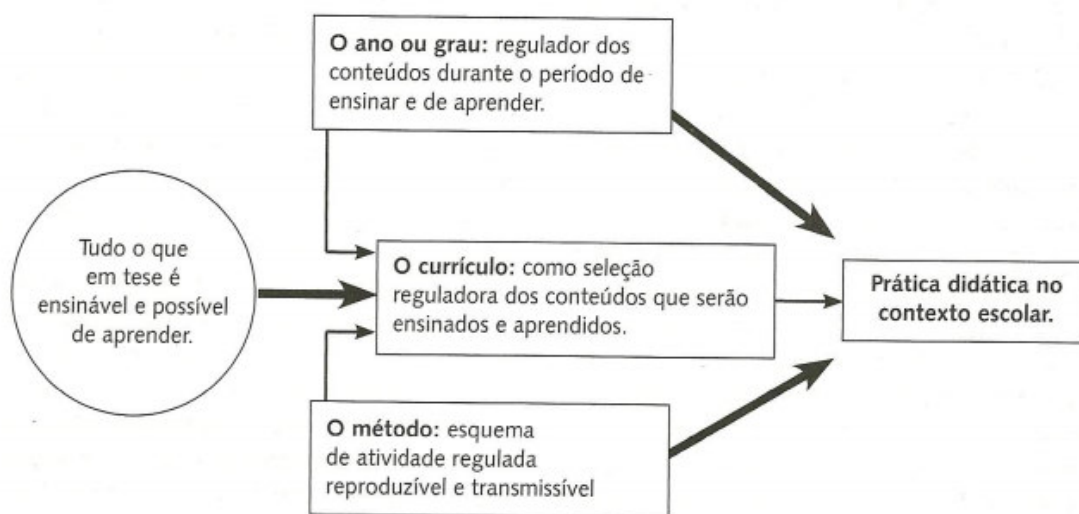 O ano ou grau: regulador dos
conteúdos durante o período de
ensinar e de aprender.
Tudo o que
em tese é
ensinável e possível
de aprender.
O currículo: como seleção
reguladora dos conteúdos que serão
ensinados e aprendidos.
Prática didática no
contexto escolar.
O método: esquema
de atividade regulada
reproduzível e transmissível